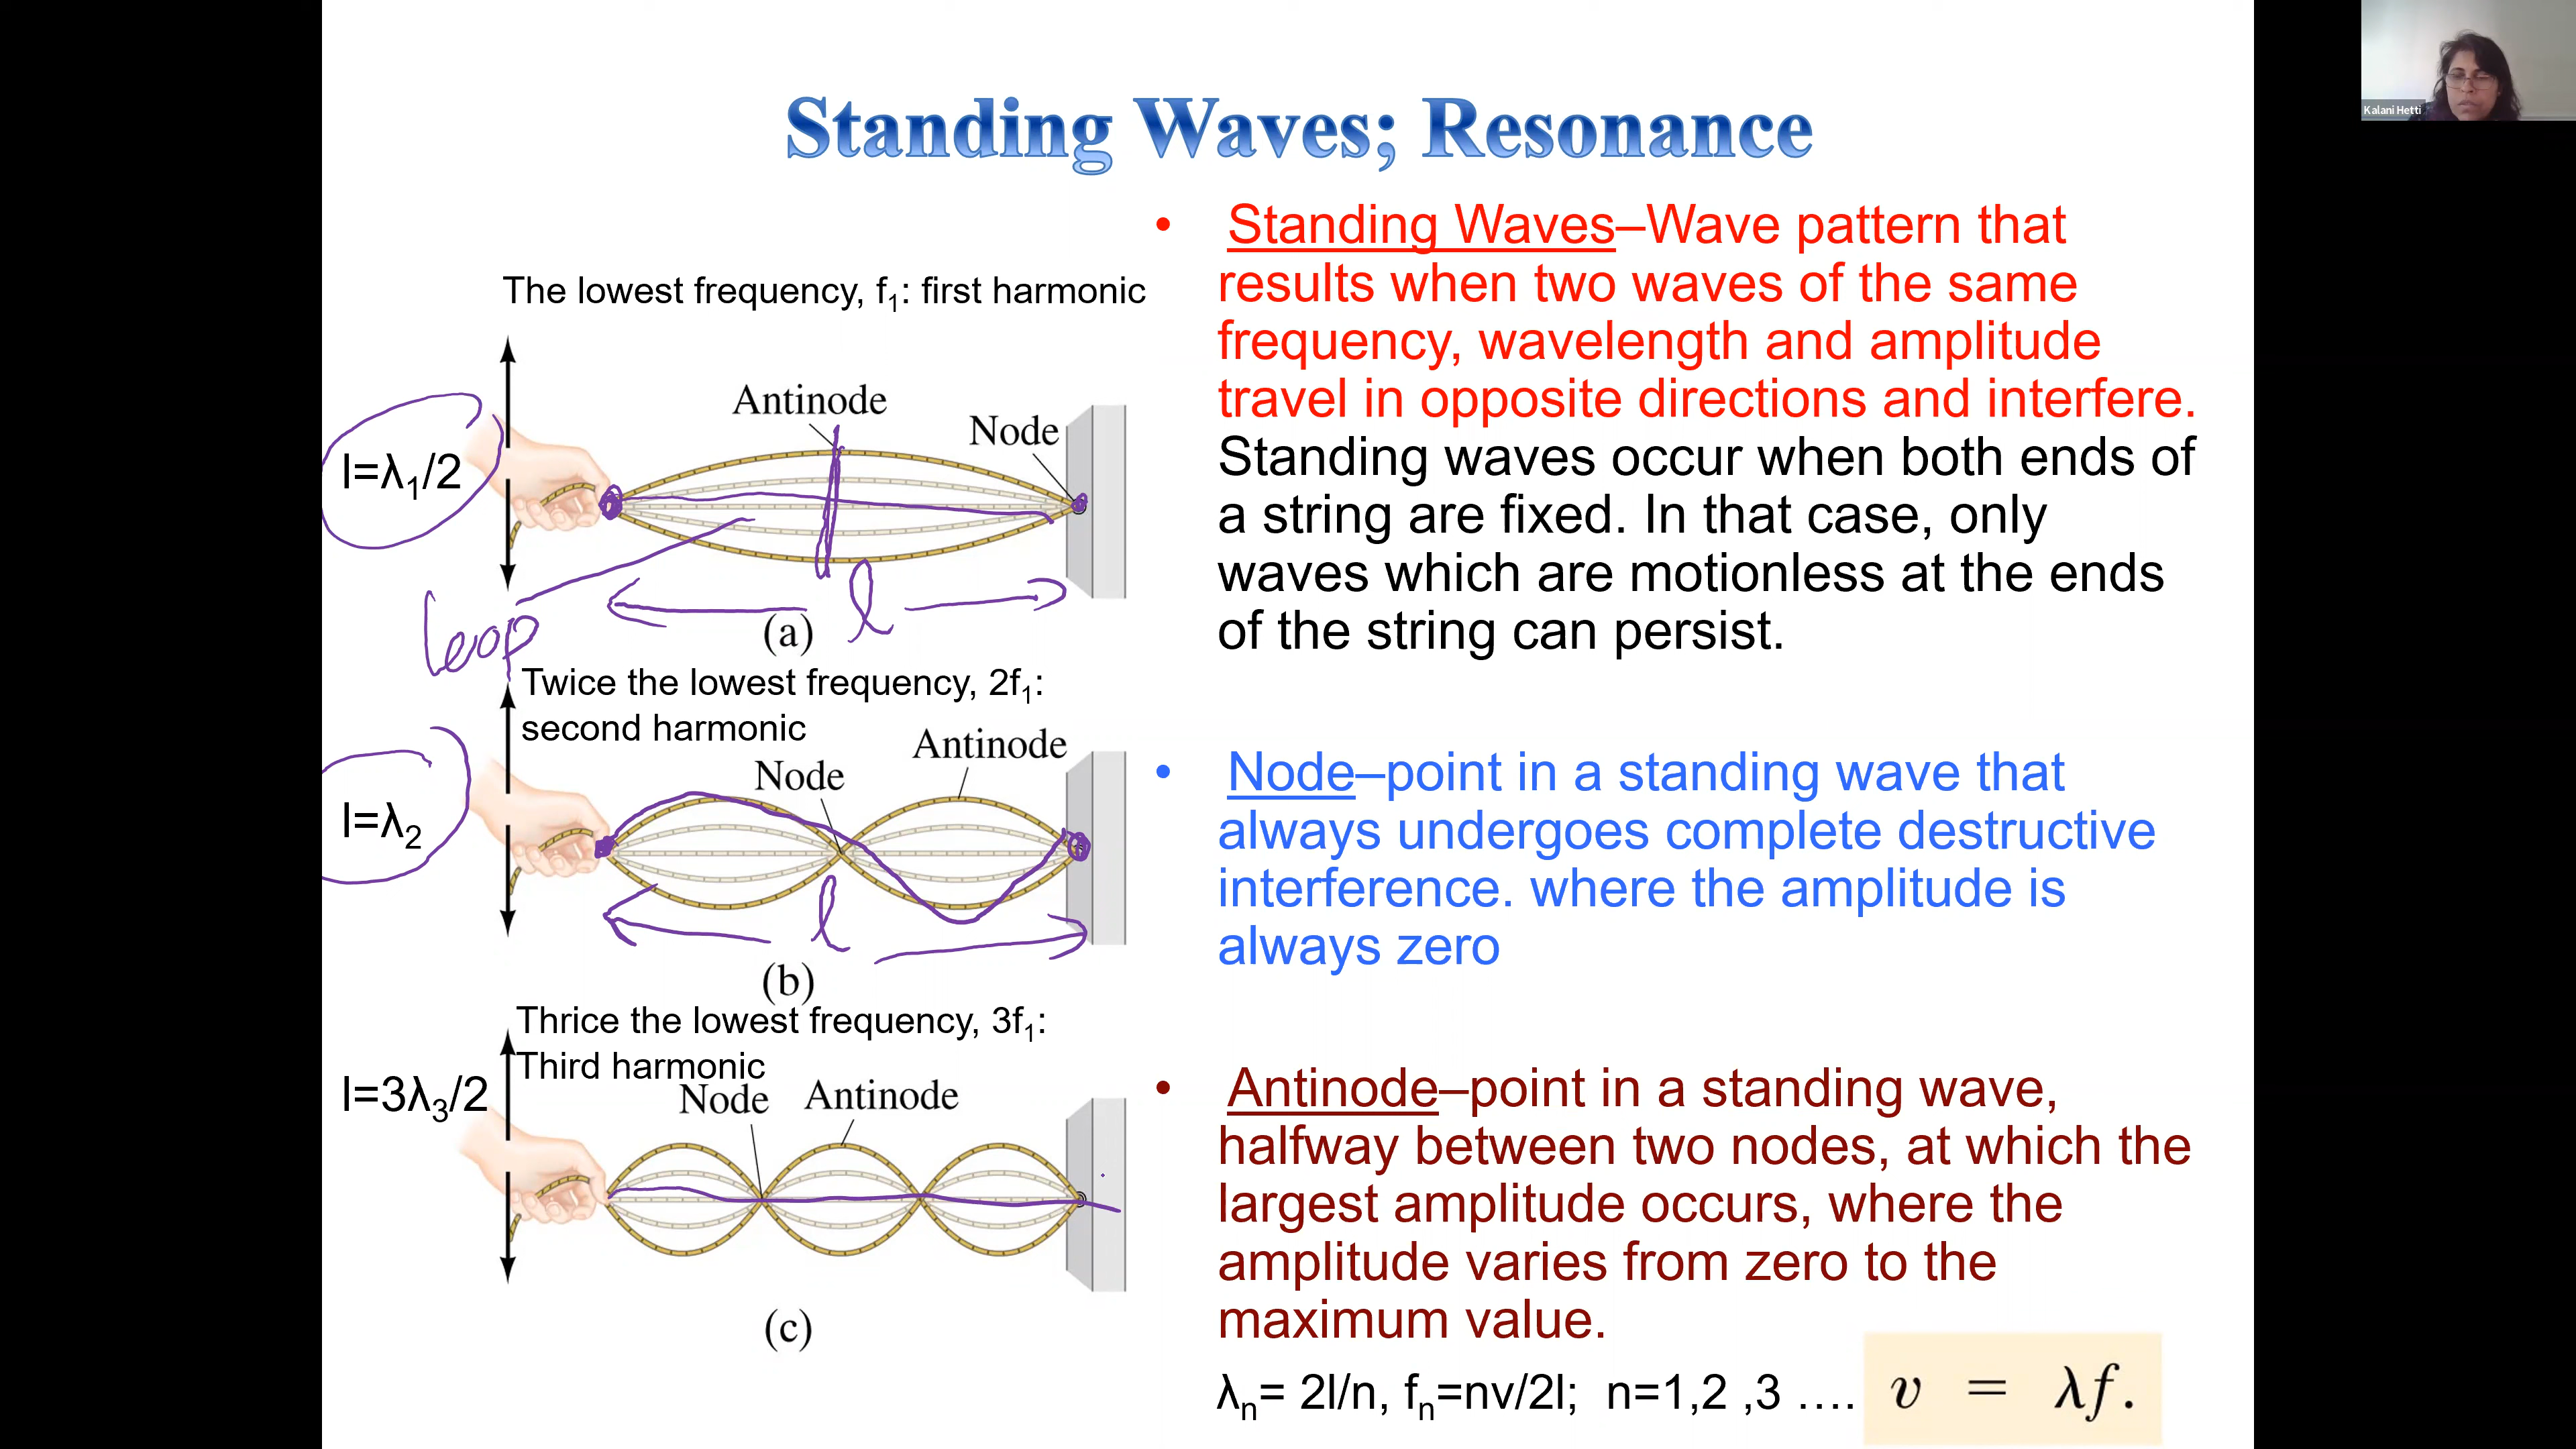 Kalani Hetti
Standing Waves; Resonance
The lowest frequency, f₁: first harmonic
Antinode
Node
l=λ₁/2
l
(a)
loop
Twice the lowest frequency, 2f₁:
second harmonic
Antinode
Node
l=λ₂
l
(b)
Thrice the lowest frequency, 3f₁:
Third harmonic
l=3λ₃/2
Node Antinode
(c)
• Standing Waves–Wave pattern that
results when two waves of the same
frequency, wavelength and amplitude
travel in opposite directions and interfere.
Standing waves occur when both ends of
a string are fixed. In that case, only
waves which are motionless at the ends
of the string can persist.
• Node–point in a standing wave that
always undergoes complete destructive
interference. where the amplitude is
always zero
• Antinode–point in a standing wave,
halfway between two nodes, at which the
largest amplitude occurs, where the
amplitude varies from zero to the
maximum value.
λₙ= 2l/n, fₙ=nv/2l; n=1,2 ,3 ….
v = λf.